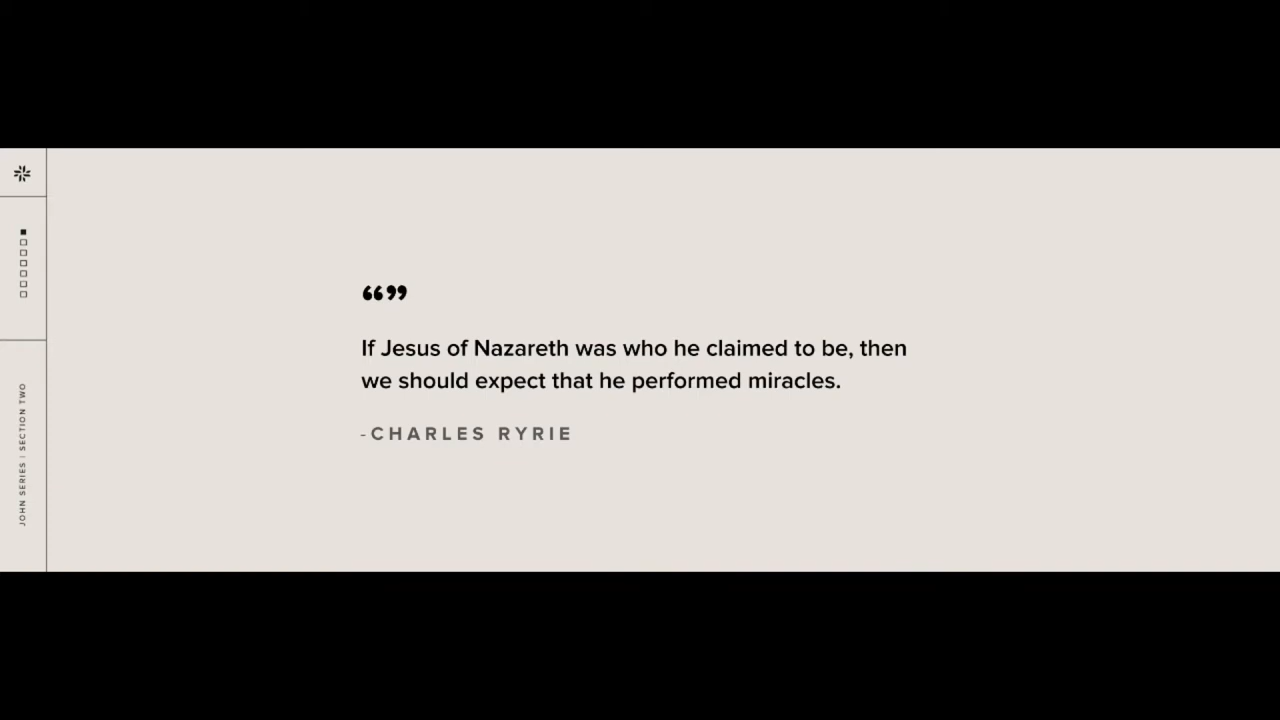 ““””
If Jesus of Nazareth was who he claimed to be, then
we should expect that he performed miracles.
-CHARLES RYRIE
JOHN SERIES | SECTION TWO